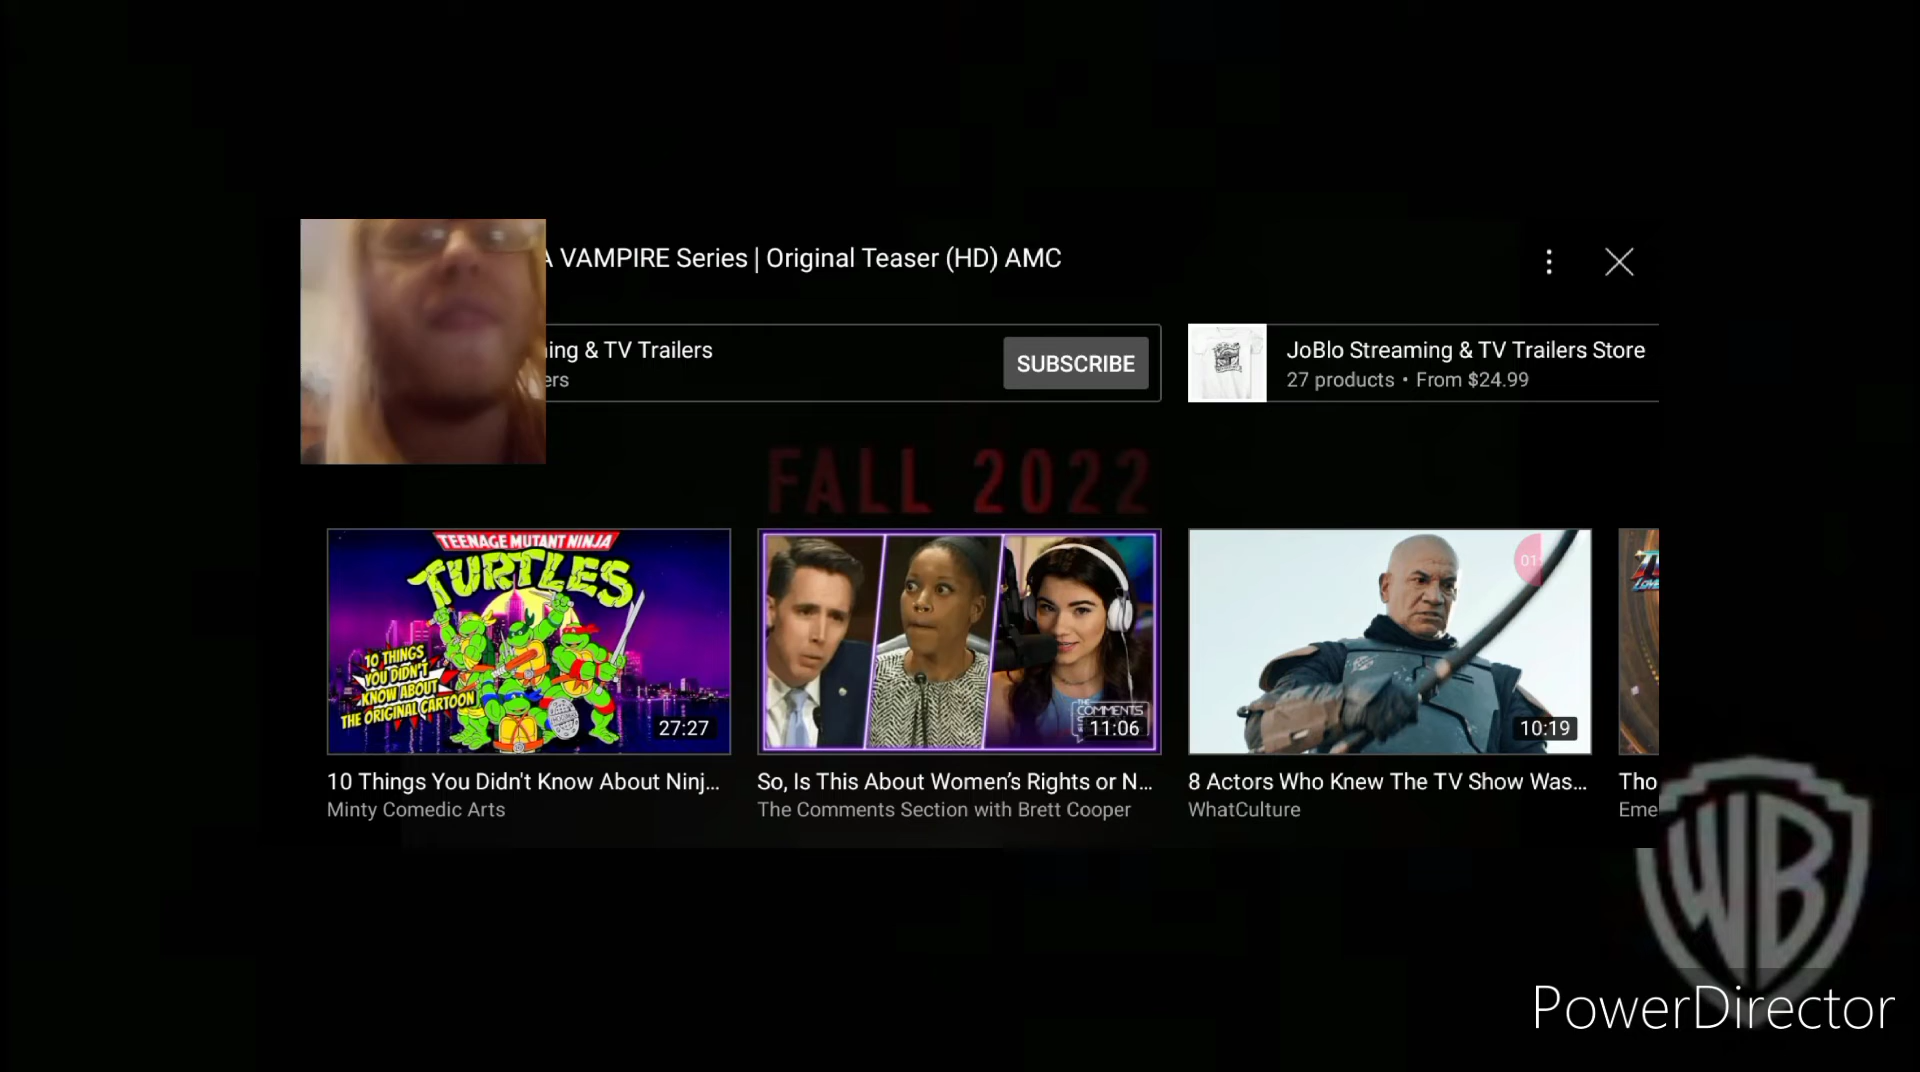 A VAMPIRE Series | Original Teaser (HD) AMC
ing & TV Trailers
ers
SUBSCRIBE
JoBlo Streaming & TV Trailers Store
27 products • From $24.99
FALL 2022
TEENAGE MUTANT NINJA
TURTLES
10 THINGS
YOU DIDN'T
KNOW ABOUT
THE ORIGINAL CARTOON
27:27
THE
COMMENTS
11:06
01
10:19
10 Things You Didn't Know About Ninj...
Minty Comedic Arts
So, Is This About Women's Rights or N...
The Comments Section with Brett Cooper
8 Actors Who Knew The TV Show Was...
WhatCulture
Tho
Eme
WB
PowerDirector